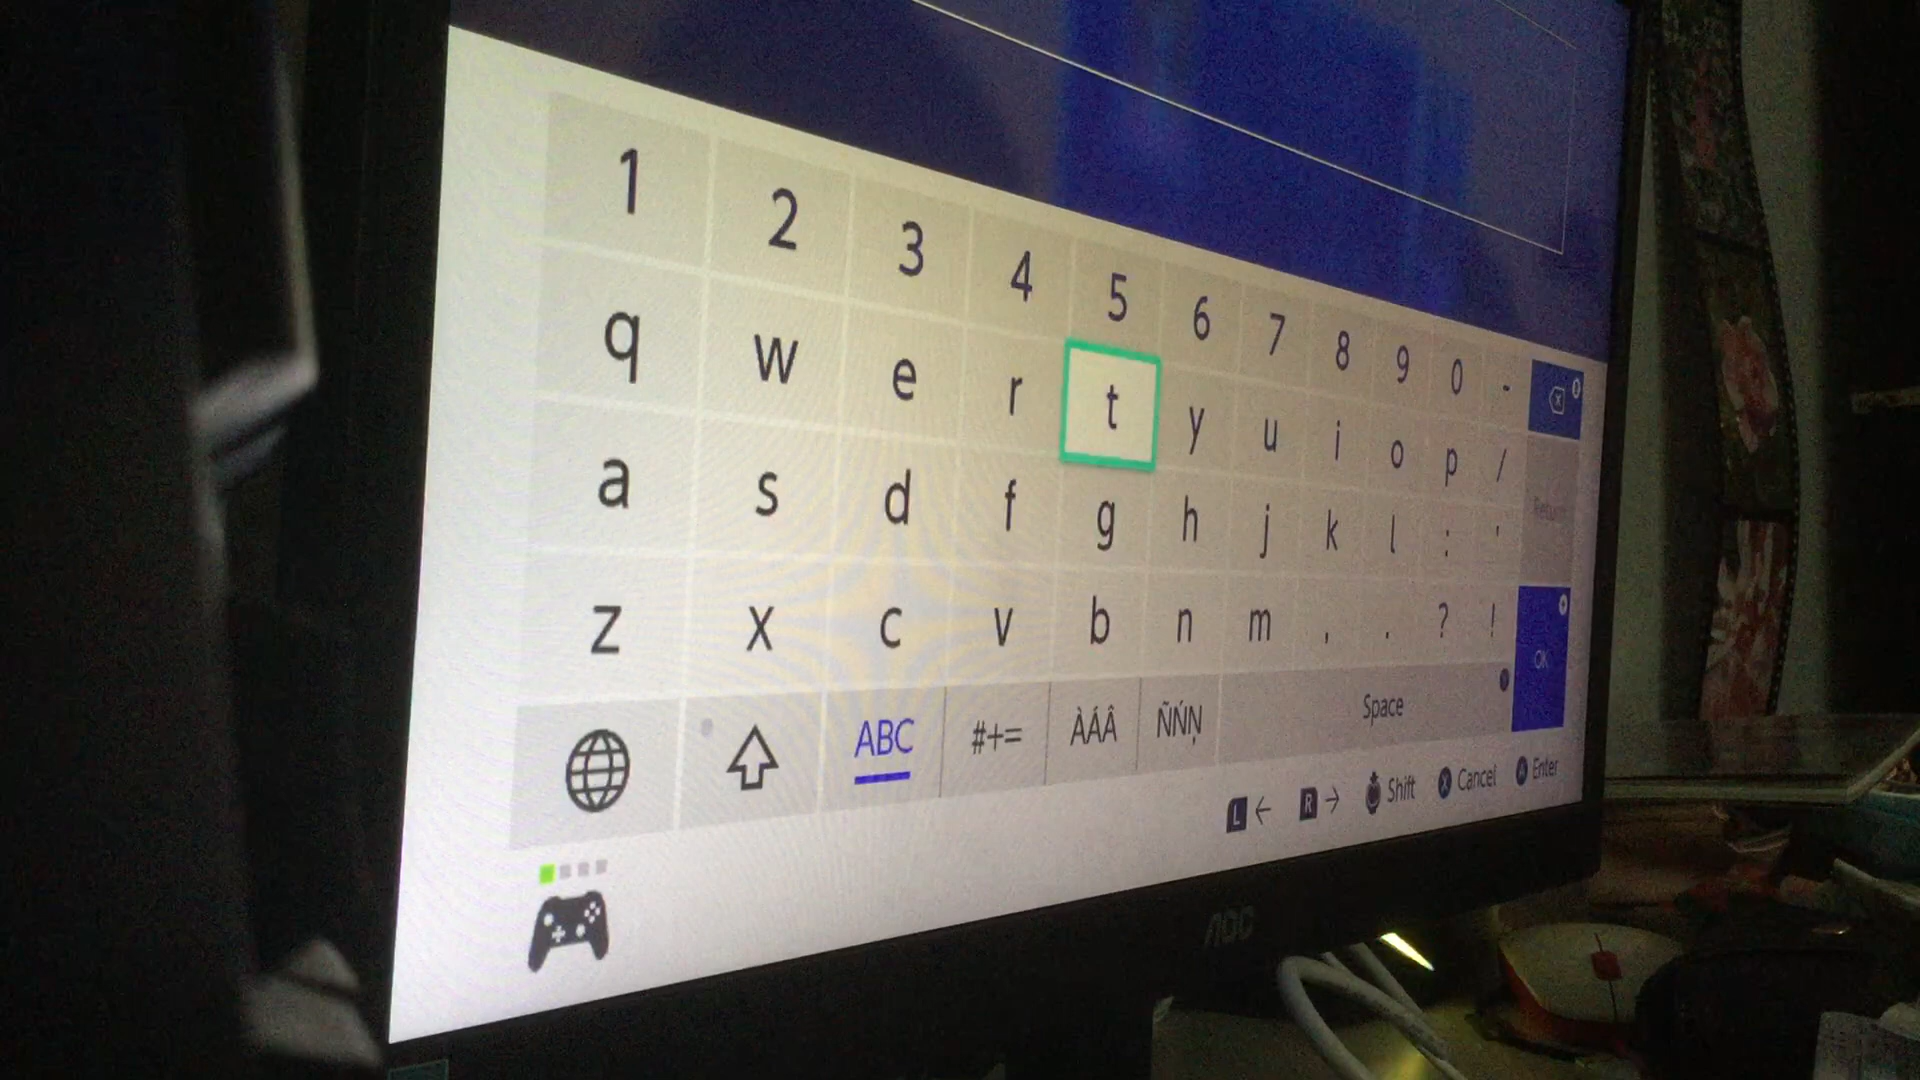 1 2 3 4 5 6 7 8 9 0 -
q w e r t y u i o p /
a s d f g h j k l : '
z x c v b n m , . ? !
OK
ABC #+= ÀÁÂ ÑŃŅ Space
L ← R → Shift X Cancel A Enter
AOC